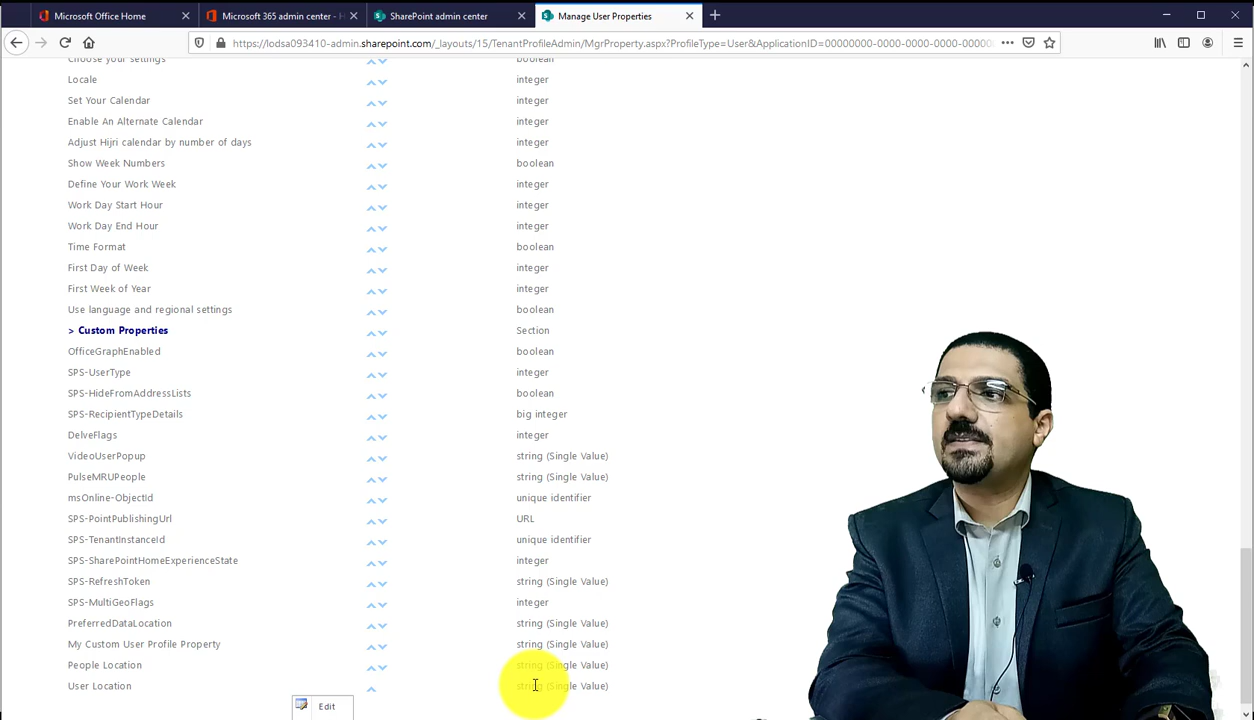 Microsoft Office Home
Microsoft 365 admin center - H
SharePoint admin center
Manage User Properties
https://lodsa093410-admin.sharepoint.com/_layouts/15/TenantProfileAdmin/MgrProperty.aspx?ProfileType=User&ApplicationID=00000000-0000-0000-0000-0000
Choose your settings boolean
Locale integer
Set Your Calendar integer
Enable An Alternate Calendar integer
Adjust Hijri calendar by number of days integer
Show Week Numbers boolean
Define Your Work Week integer
Work Day Start Hour integer
Work Day End Hour integer
Time Format boolean
First Day of Week integer
First Week of Year integer
Use language and regional settings boolean
> Custom Properties Section
OfficeGraphEnabled boolean
SPS-UserType integer
SPS-HideFromAddressLists boolean
SPS-RecipientTypeDetails big integer
DelveFlags integer
VideoUserPopup string (Single Value)
PulseMRUPeople string (Single Value)
msOnline-ObjectId unique identifier
SPS-PointPublishingUrl URL
SPS-TenantInstanceId unique identifier
SPS-SharePointHomeExperienceState integer
SPS-RefreshToken string (Single Value)
SPS-MultiGeoFlags integer
PreferredDataLocation string (Single Value)
My Custom User Profile Property string (Single Value)
People Location string (Single Value)
User Location string (Single Value)
Edit